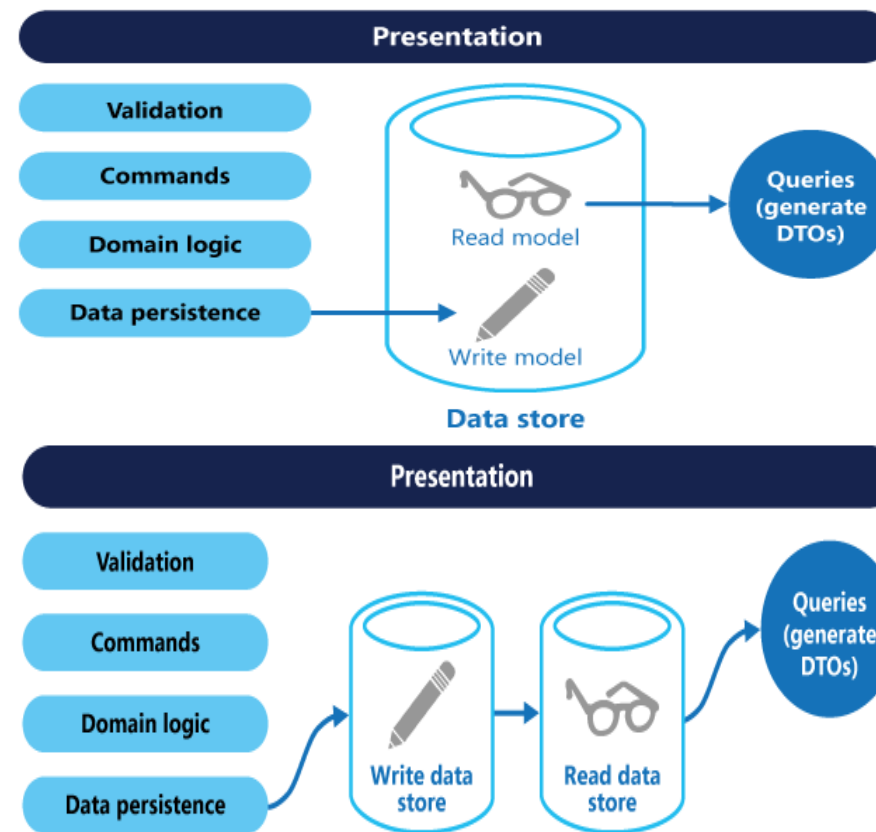 Presentation
Validation
Commands
Domain logic
Data persistence
Read model
Write model
Data store
Queries
(generate
DTOs)
Presentation
Validation
Commands
Domain logic
Data persistence
Write data
store
Read data
store
Queries
(generate
DTOs)